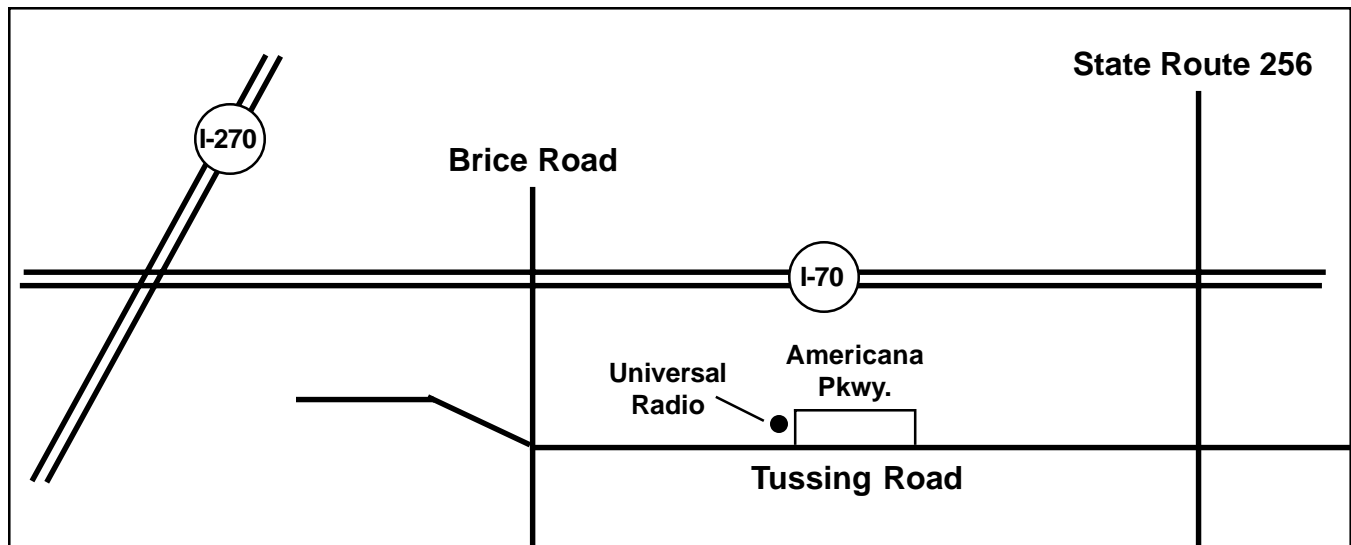 State Route 256
I-270
Brice Road
I-70
Americana
Pkwy.
Universal
Radio
Tussing Road